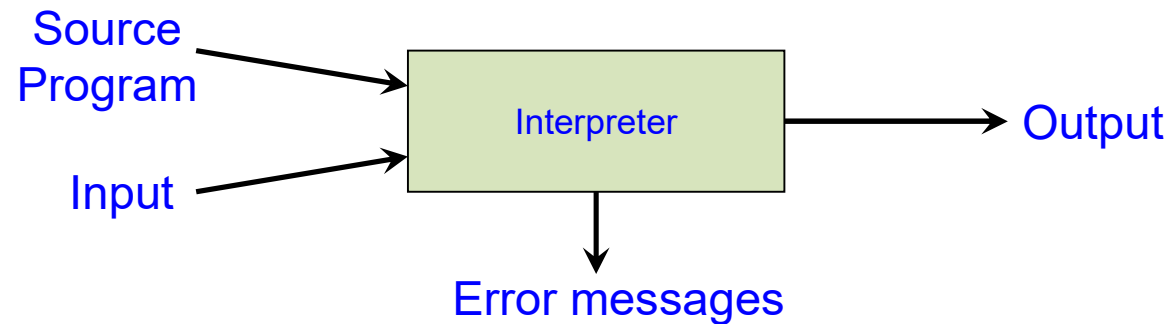 Source
Program
Interpreter
Output
Input
Error messages